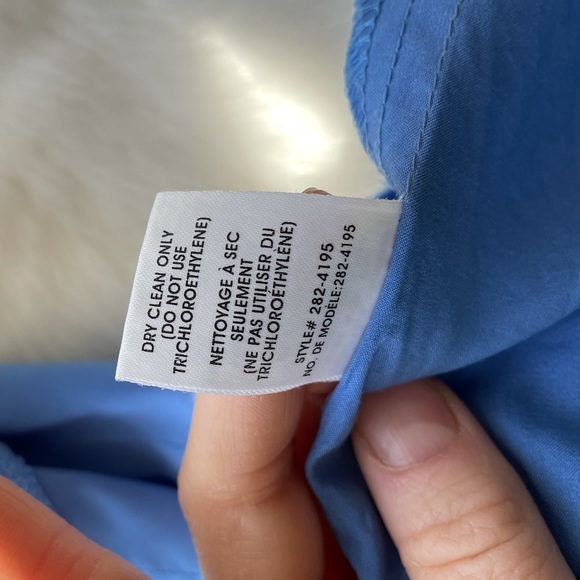 DRY CLEAN ONLY
(DO NOT USE
TRICHLOROETHYLENE)
NETTOYAGE À SEC
SEULEMENT
(NE PAS UTILISER DU
TRICHLOROÉTHYLÈNE)
STYLE# 282-4195
NO. DE MODÈLE:282-4195